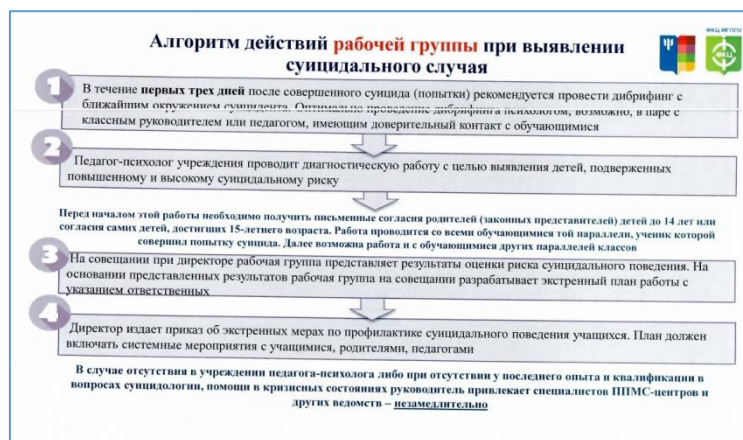 Алгоритм действий рабочей группы при выявлении
суицидального случая
ФКЦ МГППУ
ФКЦ
1
В течение первых трех дней после совершенного суицида (попытки) рекомендуется провести дибрифинг с
ближайшим окружением суицидента. Оптимально проведение дибрифинга психологом, возможно, в паре с
классным руководителем или педагогом, имеющим доверительный контакт с обучающимися
2
Педагог-психолог учреждения проводит диагностическую работу с целью выявления детей, подверженных
повышенному и высокому суицидальному риску
Перед началом этой работы необходимо получить письменные согласия родителей (законных представителей) детей до 14 лет или
согласия самих детей, достигших 15-летнего возраста. Работа проводится со всеми обучающимися той параллели, ученик которой
совершил попытку суицида. Далее возможна работа и с обучающимися других параллелей классов
3
На совещании при директоре рабочая группа представляет результаты оценки риска суицидального поведения. На
основании представленных результатов рабочая группа на совещании разрабатывает экстренный план работы с
указанием ответственных
4
Директор издает приказ об экстренных мерах по профилактике суицидального поведения учащихся. План должен
включать системные мероприятия с учащимися, родителями, педагогами
В случае отсутствия в учреждении педагога-психолога либо при отсутствии у последнего опыта и квалификации в
вопросах суицидологии, помощи в кризисных состояниях руководитель привлекает специалистов ППМС-центров и
других ведомств – незамедлительно